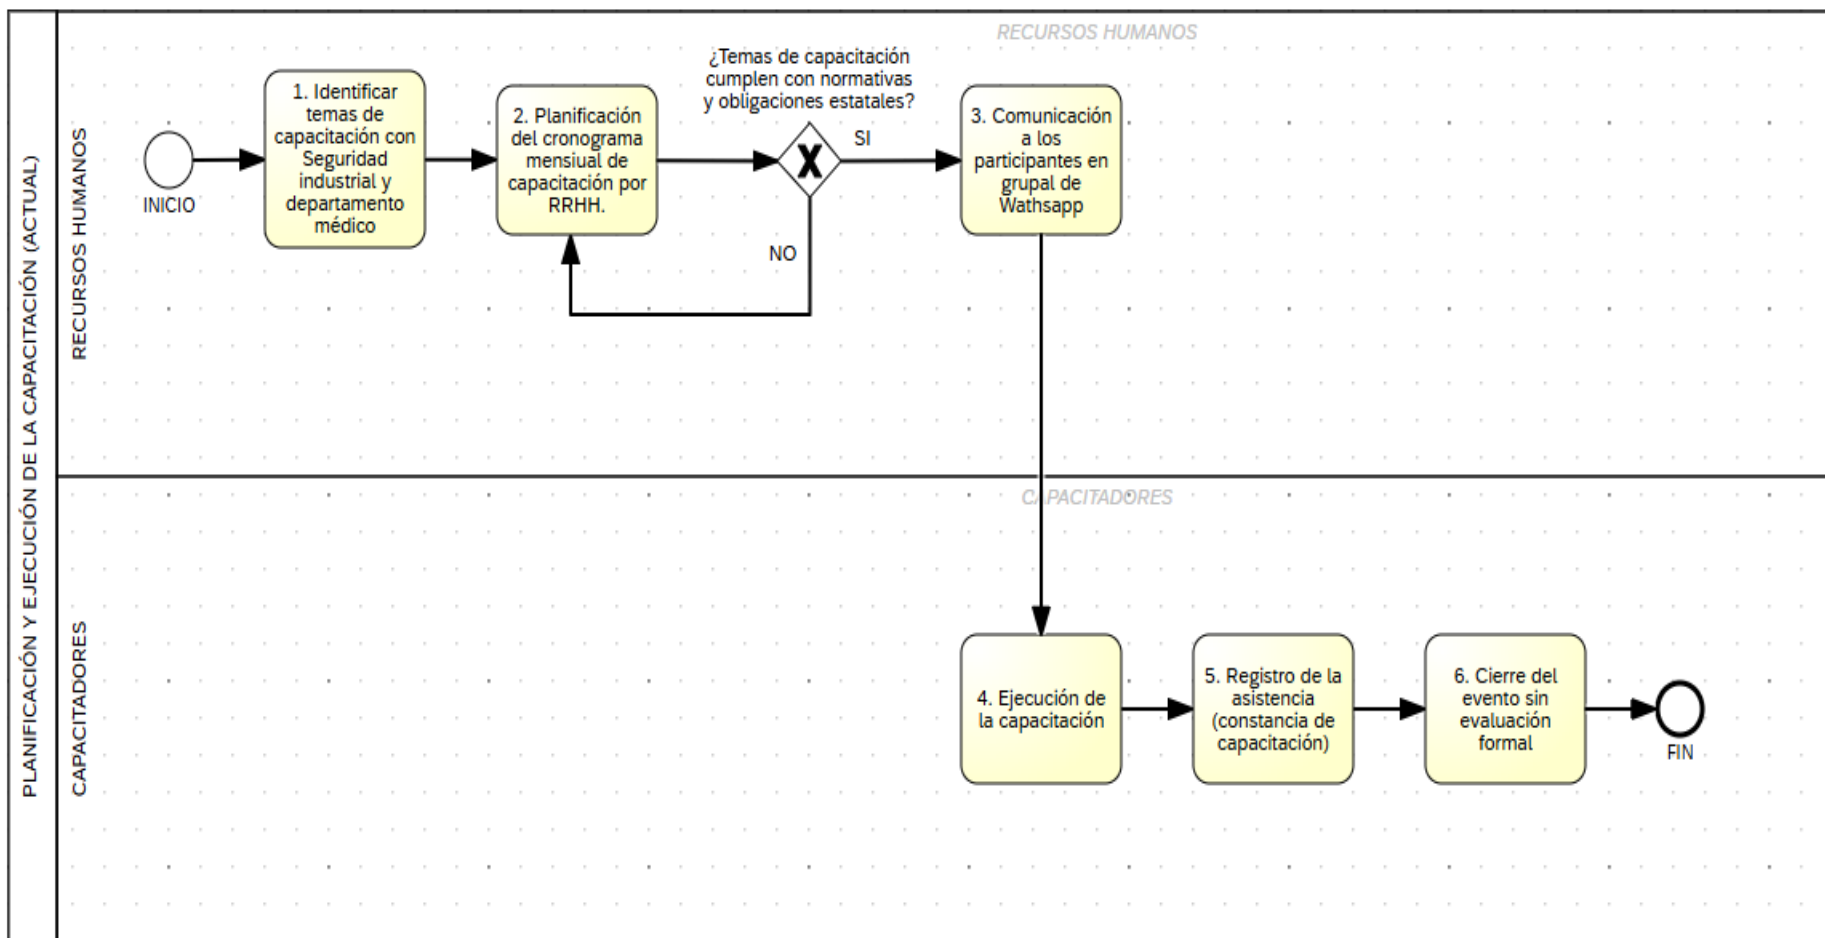 PLANIFICACIÓN Y EJECUCIÓN DE LA CAPACITACIÓN (ACTUAL)
RECURSOS HUMANOS
RECURSOS HUMANOS
INICIO
1. Identificar
temas de
capacitación con
Seguridad
industrial y
departamento
médico
2. Planificación
del cronograma
mensiual de
capacitación por
RRHH.
¿Temas de capacitación
cumplen con normativas
y obligaciones estatales?
SI
NO
3. Comunicación
a los
participantes en
grupal de
Wathsapp
CAPACITADORES
CAPACITADORES
4. Ejecución de
la capacitación
5. Registro de la
asistencia
(constancia de
capacitación)
6. Cierre del
evento sin
evaluación
formal
FIN